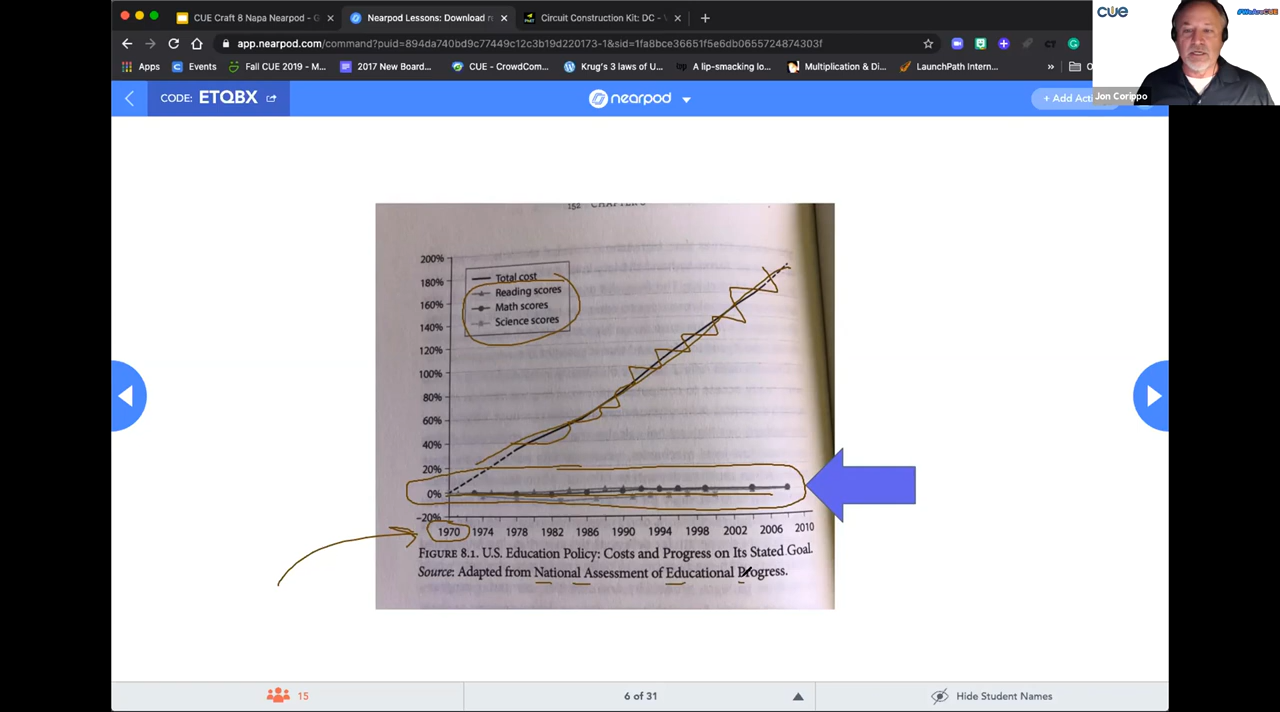 CUE Craft 8 Napa Nearpod - G
Nearpod Lessons: Download r
Circuit Construction Kit: DC -
app.nearpod.com/command?puid=894da740bd9c77449c12c3b19d220173-1&sid=1fa8bce36651f5e6db0655724874303f
Apps
Events
Fall CUE 2019 - M...
2017 New Board...
CUE - CrowdCom...
Krug's 3 laws of U...
A lip-smacking lo...
Multiplication & Di...
LaunchPath Intern...
»
CUE
#WeAreCUE
Jon Corippo
CODE: ETQBX
nearpod
+ Add Acti
152 CHAPTER
200%
180%
160%
140%
120%
100%
80%
60%
40%
20%
0%
–20%
Total cost
Reading scores
Math scores
Science scores
1970 1974 1978 1982 1986 1990 1994 1998 2002 2006 2010
FIGURE 8.1. U.S. Education Policy: Costs and Progress on Its Stated Goal.
Source: Adapted from National Assessment of Educational Progress.
15
6 of 31
Hide Student Names